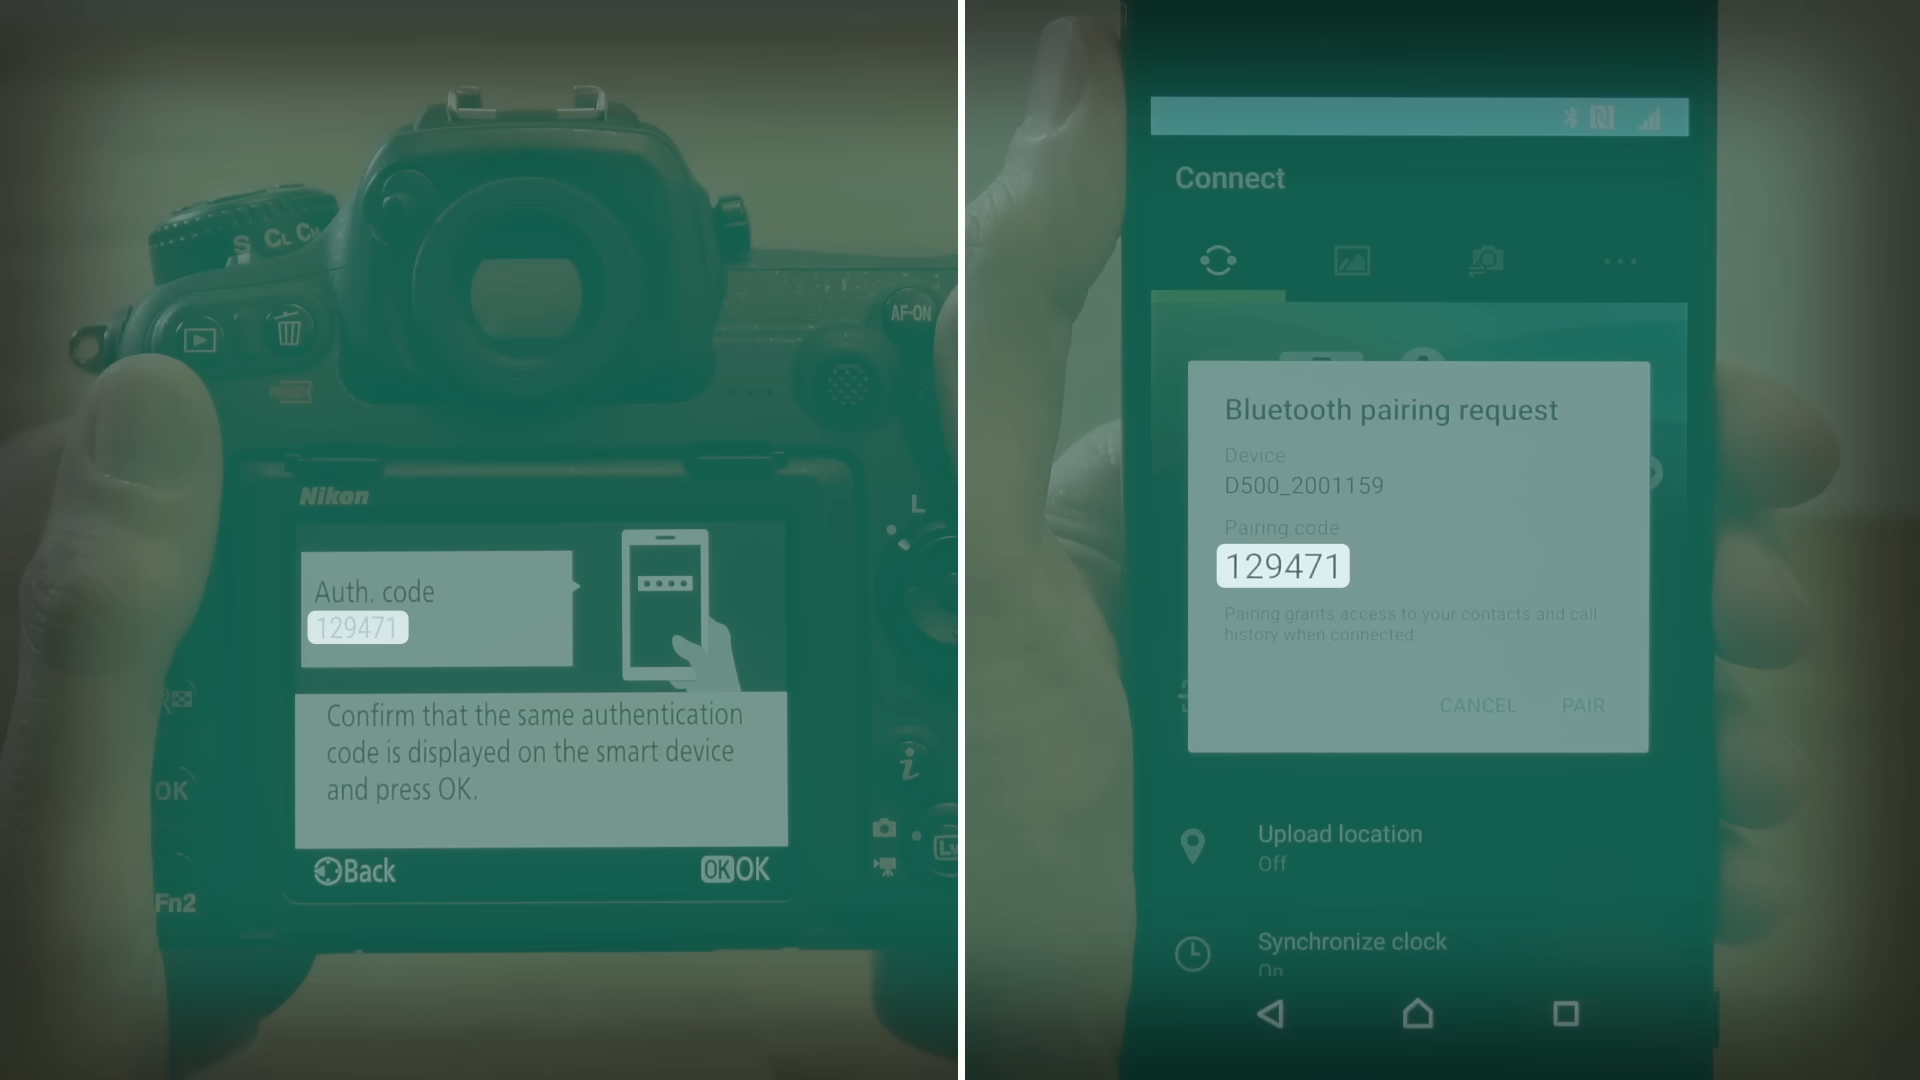 S CL CH
AF-ON
Nikon
L
Auth. code
129471
Confirm that the same authentication
code is displayed on the smart device
and press OK.
Back
OK OK
OK
Fn2
i
Lv
Connect
Bluetooth pairing request
Device
D500_2001159
Pairing code
129471
Pairing grants access to your contacts and call
history when connected
CANCEL PAIR
Upload location
Off
Synchronize clock
On